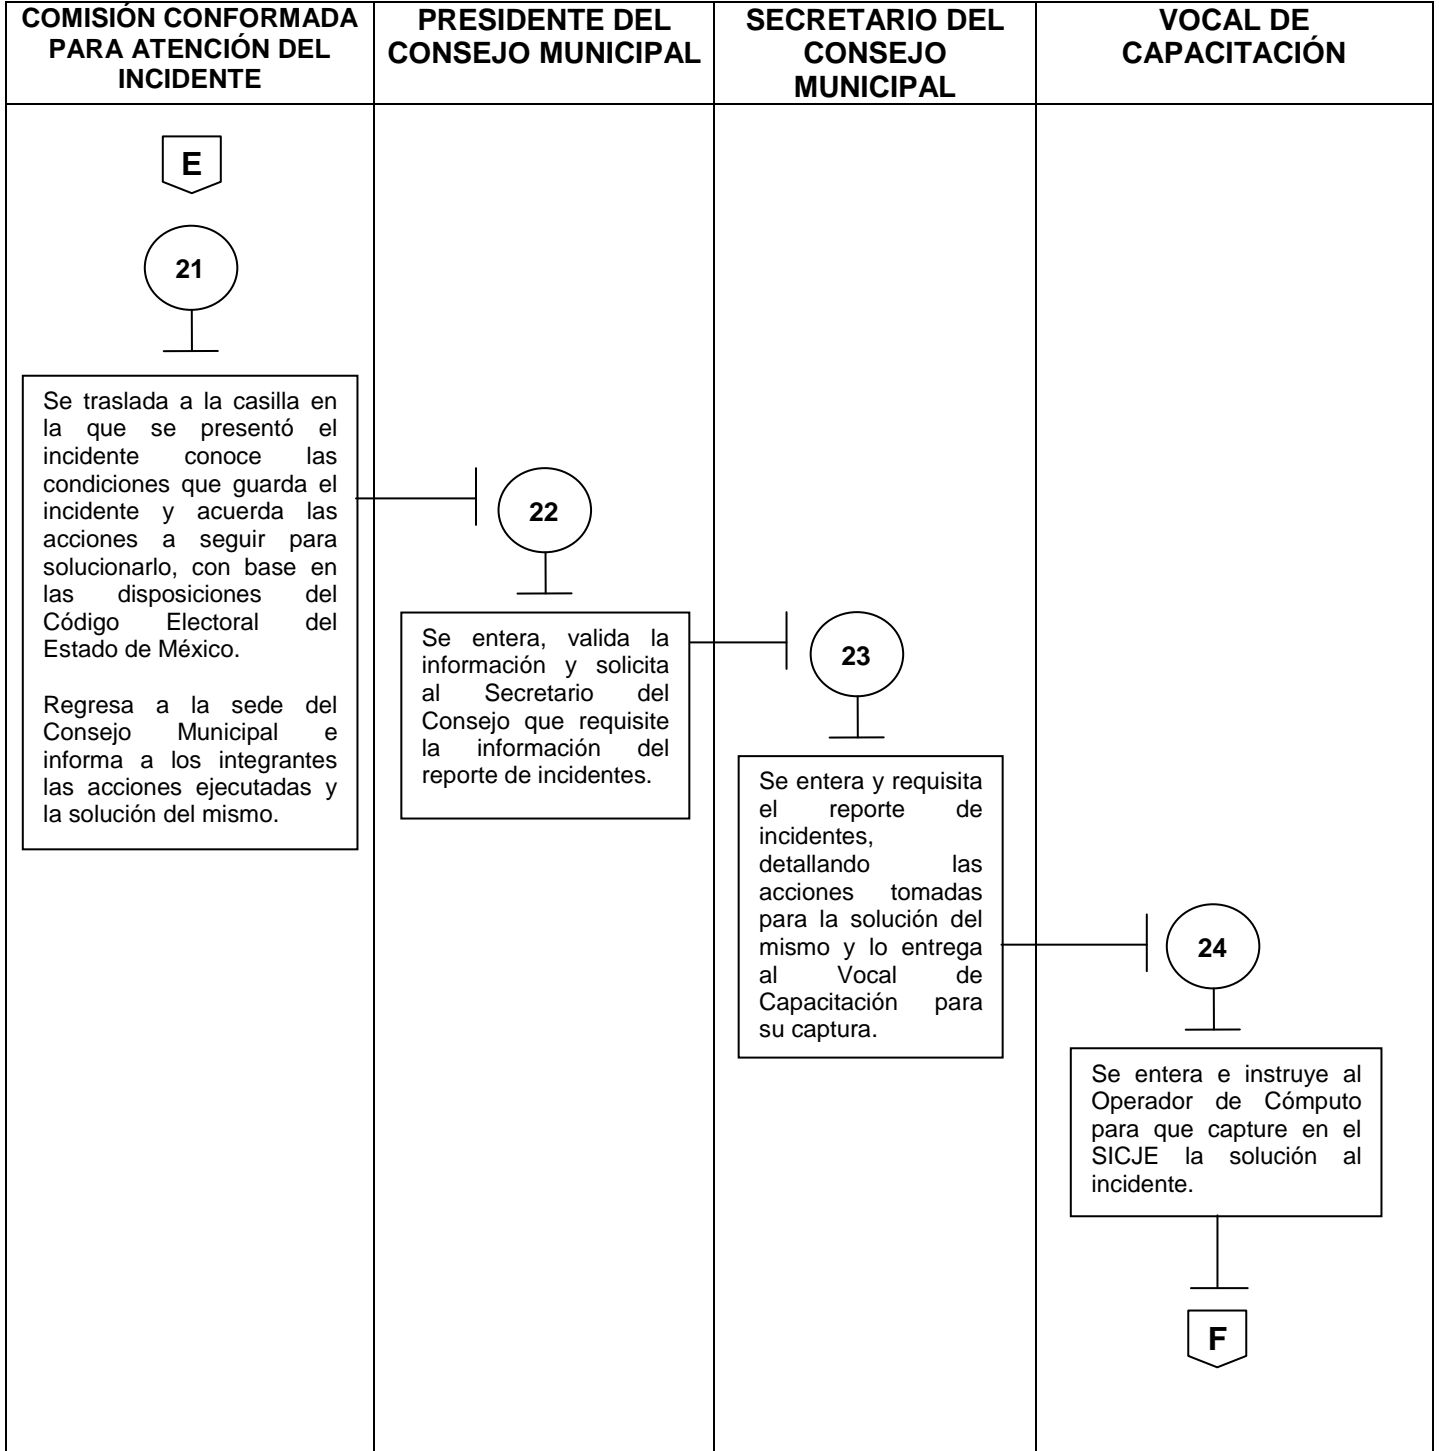 COMISIÓN CONFORMADA
PARA ATENCIÓN DEL
INCIDENTE
PRESIDENTE DEL
CONSEJO MUNICIPAL
SECRETARIO DEL
CONSEJO
MUNICIPAL
VOCAL DE
CAPACITACIÓN
E
21
Se traslada a la casilla en
la que se presentó el
incidente conoce las
condiciones que guarda el
incidente y acuerda las
acciones a seguir para
solucionarlo, con base en
las disposiciones del
Código Electoral del
Estado de México.
Regresa a la sede del
Consejo Municipal e
informa a los integrantes
las acciones ejecutadas y
la solución del mismo.
22
Se entera, valida la
información y solicita
al Secretario del
Consejo que requisite
la información del
reporte de incidentes.
23
Se entera y requisita
el reporte de
incidentes,
detallando las
acciones tomadas
para la solución del
mismo y lo entrega
al Vocal de
Capacitación para
su captura.
24
Se entera e instruye al
Operador de Cómputo
para que capture en el
SICJE la solución al
incidente.
F